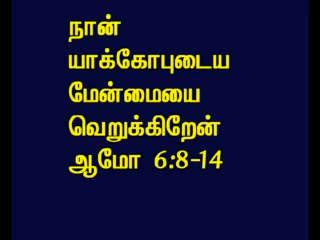 நான்
யாக்கோபுடைய
மேன்மையை
வெறுக்கிறேன்
ஆமோ 6:8-14